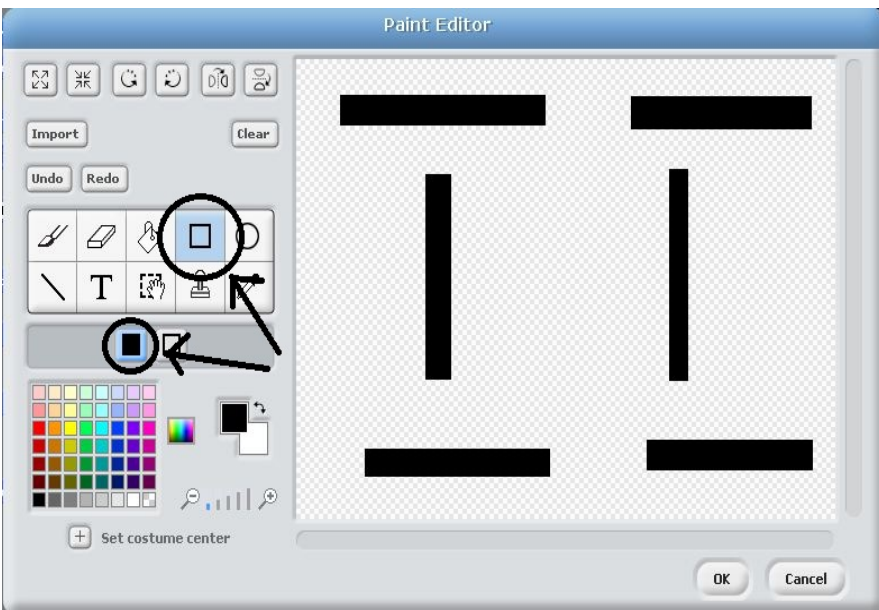 Paint Editor
Import
Clear
Undo
Redo
T
Set costume center
OK
Cancel